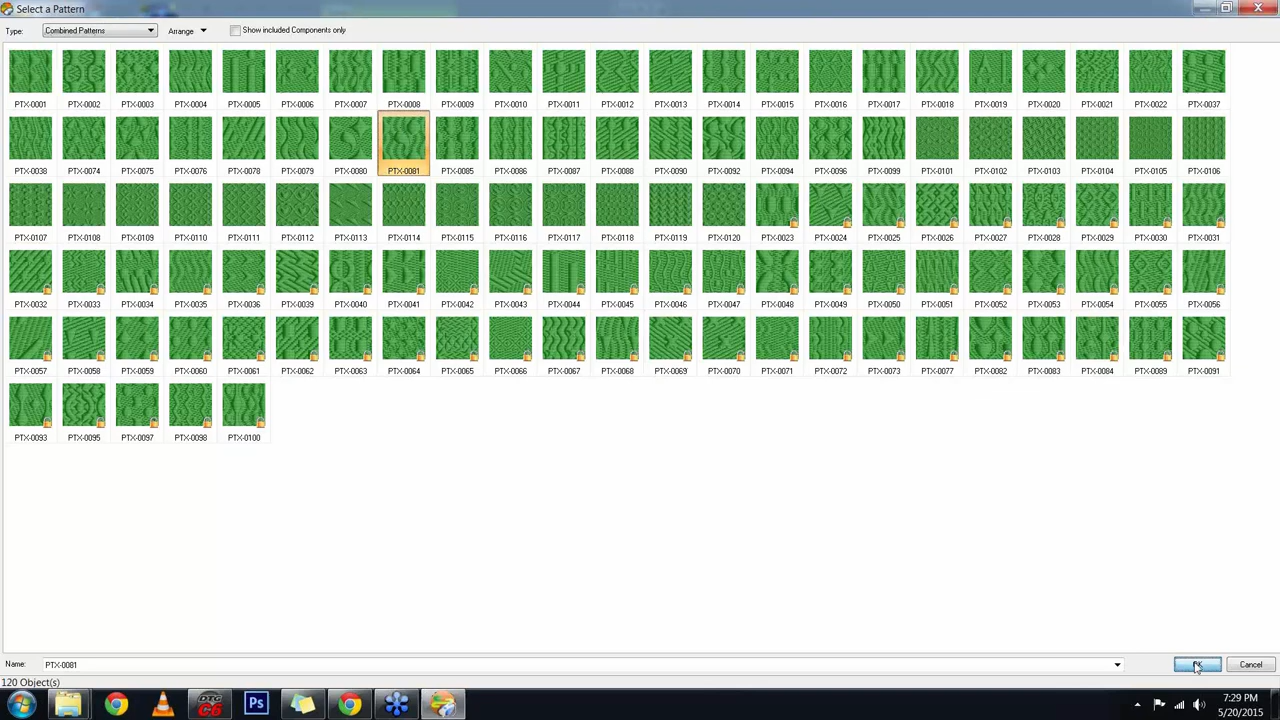 Select a Pattern
Type: Combined Patterns Arrange Show included Components only
PTX-0001 PTX-0002 PTX-0003 PTX-0004 PTX-0005 PTX-0006 PTX-0007 PTX-0008 PTX-0009 PTX-0010 PTX-0011 PTX-0012 PTX-0013 PTX-0014 PTX-0015 PTX-0016 PTX-0017 PTX-0018 PTX-0019 PTX-0020 PTX-0021 PTX-0022 PTX-0037
PTX-0038 PTX-0074 PTX-0075 PTX-0076 PTX-0078 PTX-0079 PTX-0080 PTX-0081 PTX-0085 PTX-0086 PTX-0087 PTX-0088 PTX-0090 PTX-0092 PTX-0094 PTX-0096 PTX-0099 PTX-0101 PTX-0102 PTX-0103 PTX-0104 PTX-0105 PTX-0106
PTX-0107 PTX-0108 PTX-0109 PTX-0110 PTX-0111 PTX-0112 PTX-0113 PTX-0114 PTX-0115 PTX-0116 PTX-0117 PTX-0118 PTX-0119 PTX-0120 PTX-0023 PTX-0024 PTX-0025 PTX-0026 PTX-0027 PTX-0028 PTX-0029 PTX-0030 PTX-0031
PTX-0032 PTX-0033 PTX-0034 PTX-0035 PTX-0036 PTX-0039 PTX-0040 PTX-0041 PTX-0042 PTX-0043 PTX-0044 PTX-0045 PTX-0046 PTX-0047 PTX-0048 PTX-0049 PTX-0050 PTX-0051 PTX-0052 PTX-0053 PTX-0054 PTX-0055 PTX-0056
PTX-0057 PTX-0058 PTX-0059 PTX-0060 PTX-0061 PTX-0062 PTX-0063 PTX-0064 PTX-0065 PTX-0066 PTX-0067 PTX-0068 PTX-0069 PTX-0070 PTX-0071 PTX-0072 PTX-0073 PTX-0077 PTX-0082 PTX-0083 PTX-0084 PTX-0089 PTX-0091
PTX-0093 PTX-0095 PTX-0097 PTX-0098 PTX-0100
Name: PTX-0081 Cancel
120 Object(s)
DTG
C6
Ps
7:29 PM
5/20/2015